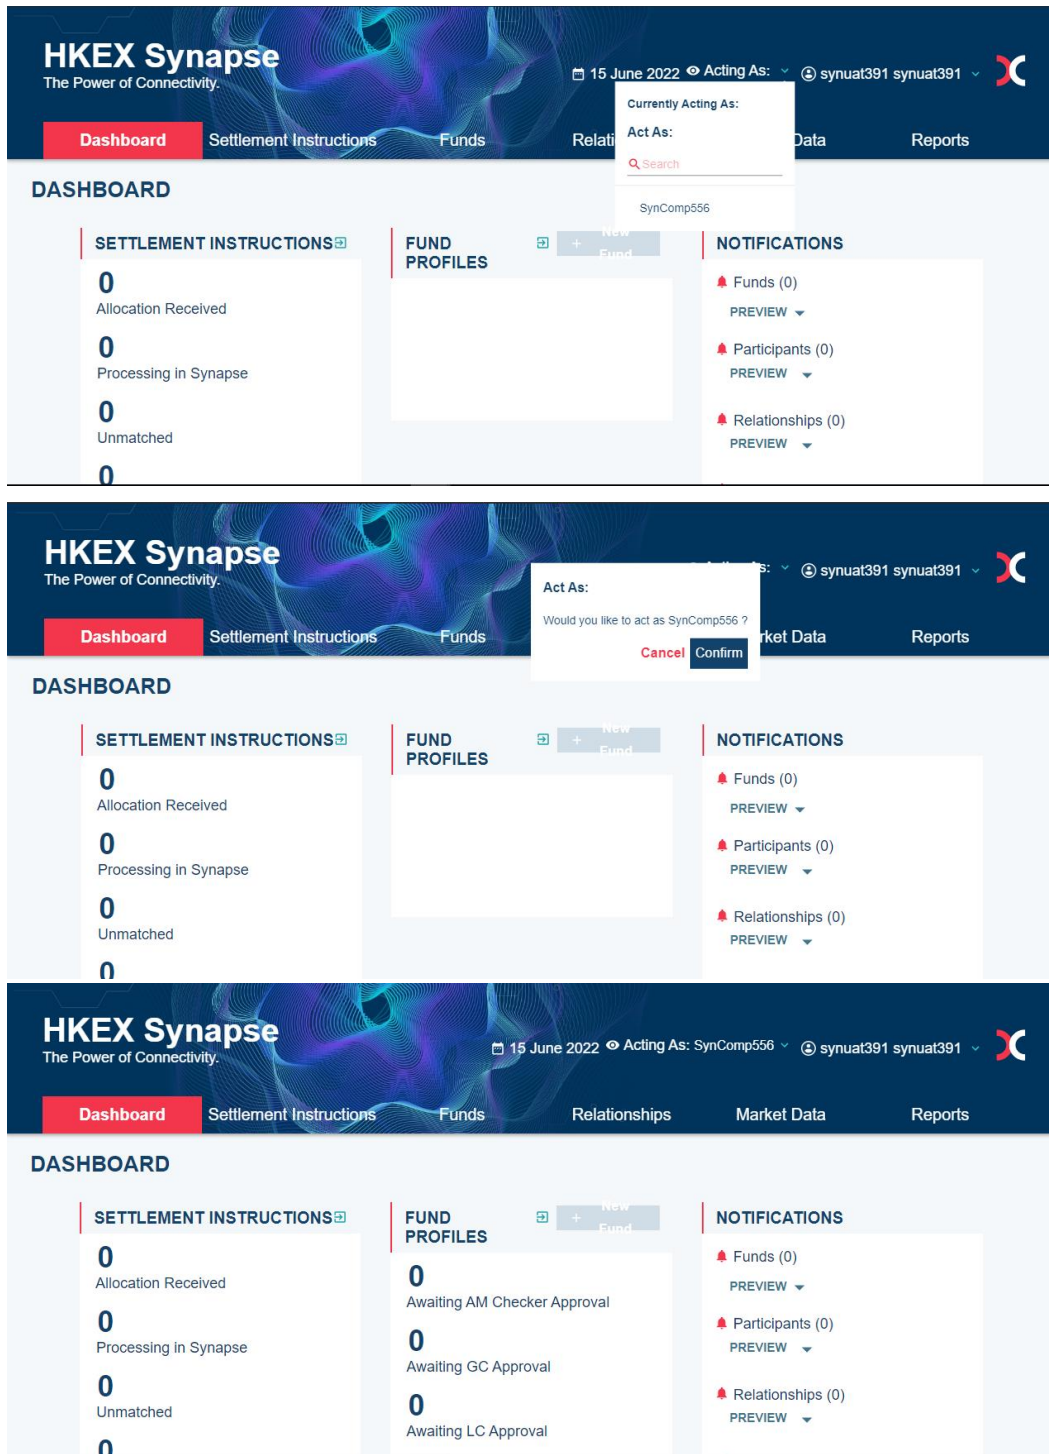 HKEX Synapse
The Power of Connectivity.
15 June 2022 Acting As: synuat391 synuat391
Currently Acting As:
Act As:
Search
SynComp556
Dashboard Settlement Instructions Funds Relati Data Reports
DASHBOARD
SETTLEMENT INSTRUCTIONS
0
Allocation Received
0
Processing in Synapse
0
Unmatched
0
FUND
PROFILES
+ New
Fund
NOTIFICATIONS
Funds (0)
PREVIEW
Participants (0)
PREVIEW
Relationships (0)
PREVIEW
HKEX Synapse
The Power of Connectivity.
s: synuat391 synuat391
Act As:
Would you like to act as SynComp556 ?
Cancel Confirm
Dashboard Settlement Instructions Funds rket Data Reports
DASHBOARD
SETTLEMENT INSTRUCTIONS
0
Allocation Received
0
Processing in Synapse
0
Unmatched
0
FUND
PROFILES
+ New
Fund
NOTIFICATIONS
Funds (0)
PREVIEW
Participants (0)
PREVIEW
Relationships (0)
PREVIEW
HKEX Synapse
The Power of Connectivity.
15 June 2022 Acting As: SynComp556 synuat391 synuat391
Dashboard Settlement Instructions Funds Relationships Market Data Reports
DASHBOARD
SETTLEMENT INSTRUCTIONS
0
Allocation Received
0
Processing in Synapse
0
Unmatched
0
FUND
PROFILES
+ New
Fund
0
Awaiting AM Checker Approval
0
Awaiting GC Approval
0
Awaiting LC Approval
NOTIFICATIONS
Funds (0)
PREVIEW
Participants (0)
PREVIEW
Relationships (0)
PREVIEW